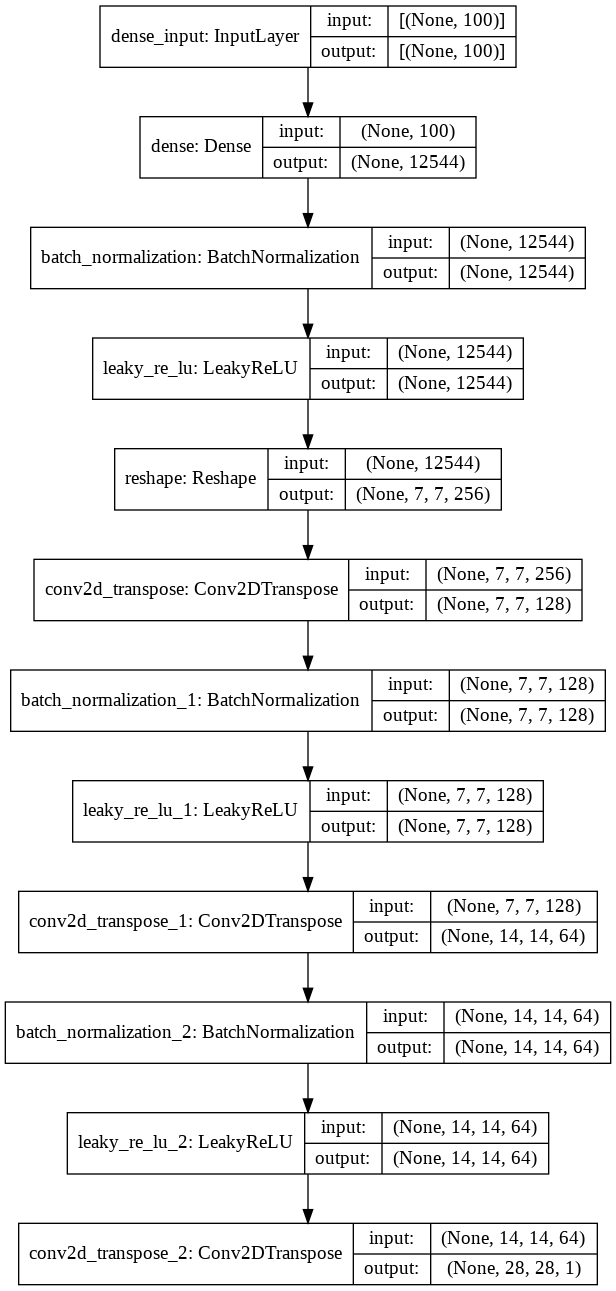 dense_input: InputLayer
input: [(None, 100)]
output: [(None, 100)]
dense: Dense
input: (None, 100)
output: (None, 12544)
batch_normalization: BatchNormalization
input: (None, 12544)
output: (None, 12544)
leaky_re_lu: LeakyReLU
input: (None, 12544)
output: (None, 12544)
reshape: Reshape
input: (None, 12544)
output: (None, 7, 7, 256)
conv2d_transpose: Conv2DTranspose
input: (None, 7, 7, 256)
output: (None, 7, 7, 128)
batch_normalization_1: BatchNormalization
input: (None, 7, 7, 128)
output: (None, 7, 7, 128)
leaky_re_lu_1: LeakyReLU
input: (None, 7, 7, 128)
output: (None, 7, 7, 128)
conv2d_transpose_1: Conv2DTranspose
input: (None, 7, 7, 128)
output: (None, 14, 14, 64)
batch_normalization_2: BatchNormalization
input: (None, 14, 14, 64)
output: (None, 14, 14, 64)
leaky_re_lu_2: LeakyReLU
input: (None, 14, 14, 64)
output: (None, 14, 14, 64)
conv2d_transpose_2: Conv2DTranspose
input: (None, 14, 14, 64)
output: (None, 28, 28, 1)